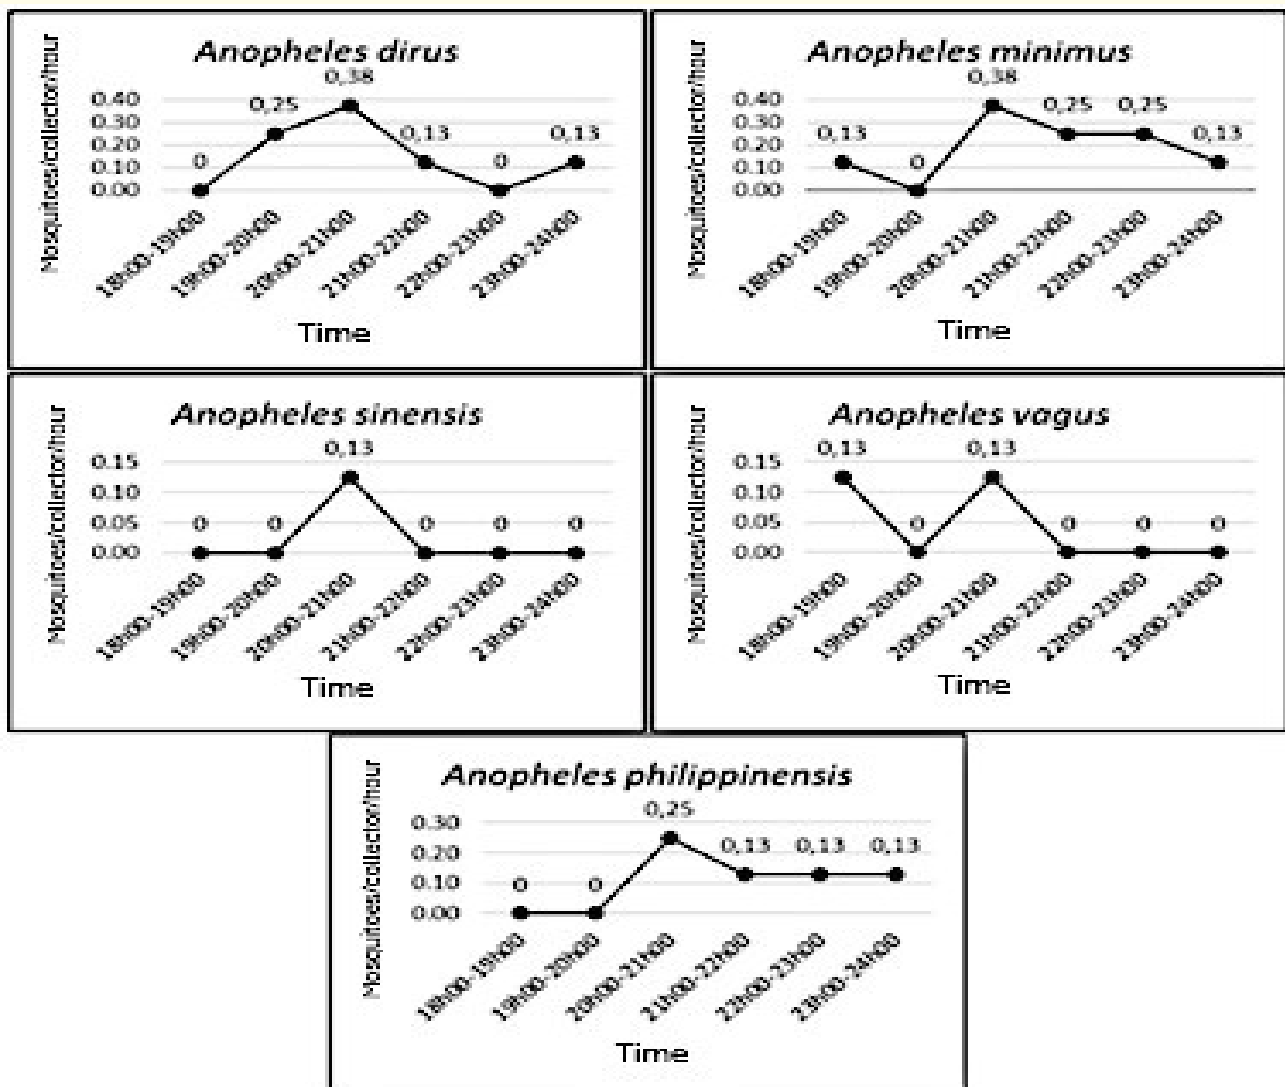 Anopheles dirus
Mosquitoes/collector/hour
0,38
0.40
0,25
0.30
0,13
0,13
0.20
0
0
0.10
0.00
18h00-19h00
19h00-20h00
20h00-21h00
21h00-22h00
22h00-23h00
23h00-24h00
Time
Anopheles minimus
Mosquitoes/collector/hour
0,38
0.40
0,25
0,25
0.30
0,13
0,13
0.20
0
0.10
0.00
18h00-19h00
19h00-20h00
20h00-21h00
21h00-22h00
22h00-23h00
23h00-24h00
Time
Anopheles sinensis
Mosquitoes/collector/hour
0,13
0.15
0.10
0.05
0
0
0
0
0
0.00
18h00-19h00
19h00-20h00
20h00-21h00
21h00-22h00
22h00-23h00
23h00-24h00
Time
Anopheles vagus
Mosquitoes/collector/hour
0,13
0,13
0.15
0.10
0.05
0
0
0
0
0.00
18h00-19h00
19h00-20h00
20h00-21h00
21h00-22h00
22h00-23h00
23h00-24h00
Time
Anopheles philippinensis
Mosquitoes/collector/hour
0,25
0.30
0.20
0,13
0,13
0,13
0.10
0
0
0.00
18h00-19h00
19h00-20h00
20h00-21h00
21h00-22h00
22h00-23h00
23h00-24h00
Time